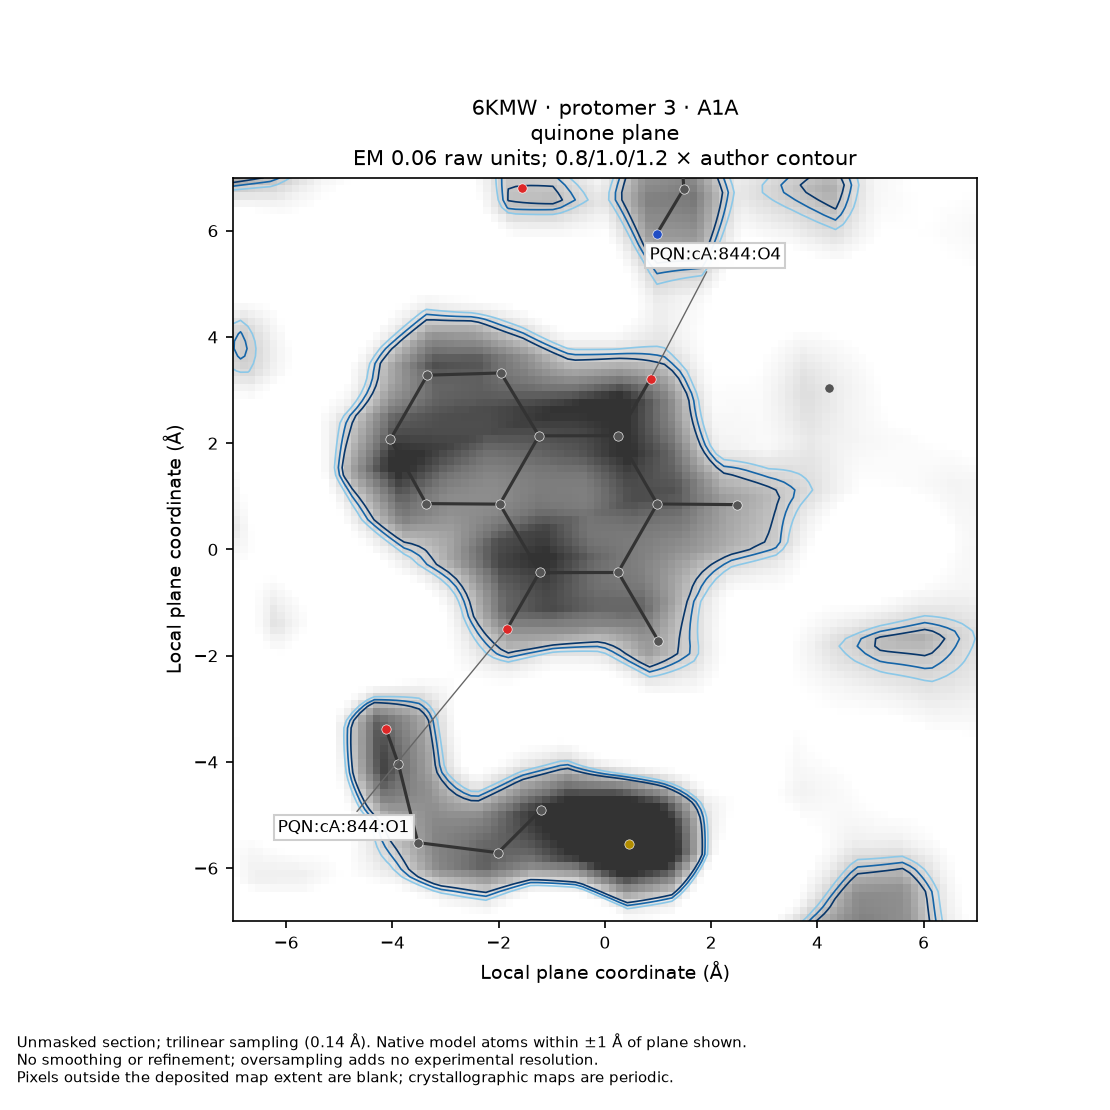 6KMW · protomer 3 · A1A
quinone plane
EM 0.06 raw units; 0.8/1.0/1.2 × author contour
6
PQN:cA:844:O4
4
2
0
−2
−4
PQN:cA:844:O1
−6
Local plane coordinate (Å)
−6 −4 −2 0 2 4 6
Local plane coordinate (Å)
Unmasked section; trilinear sampling (0.14 Å). Native model atoms within ±1 Å of plane shown.
No smoothing or refinement; oversampling adds no experimental resolution.
Pixels outside the deposited map extent are blank; crystallographic maps are periodic.